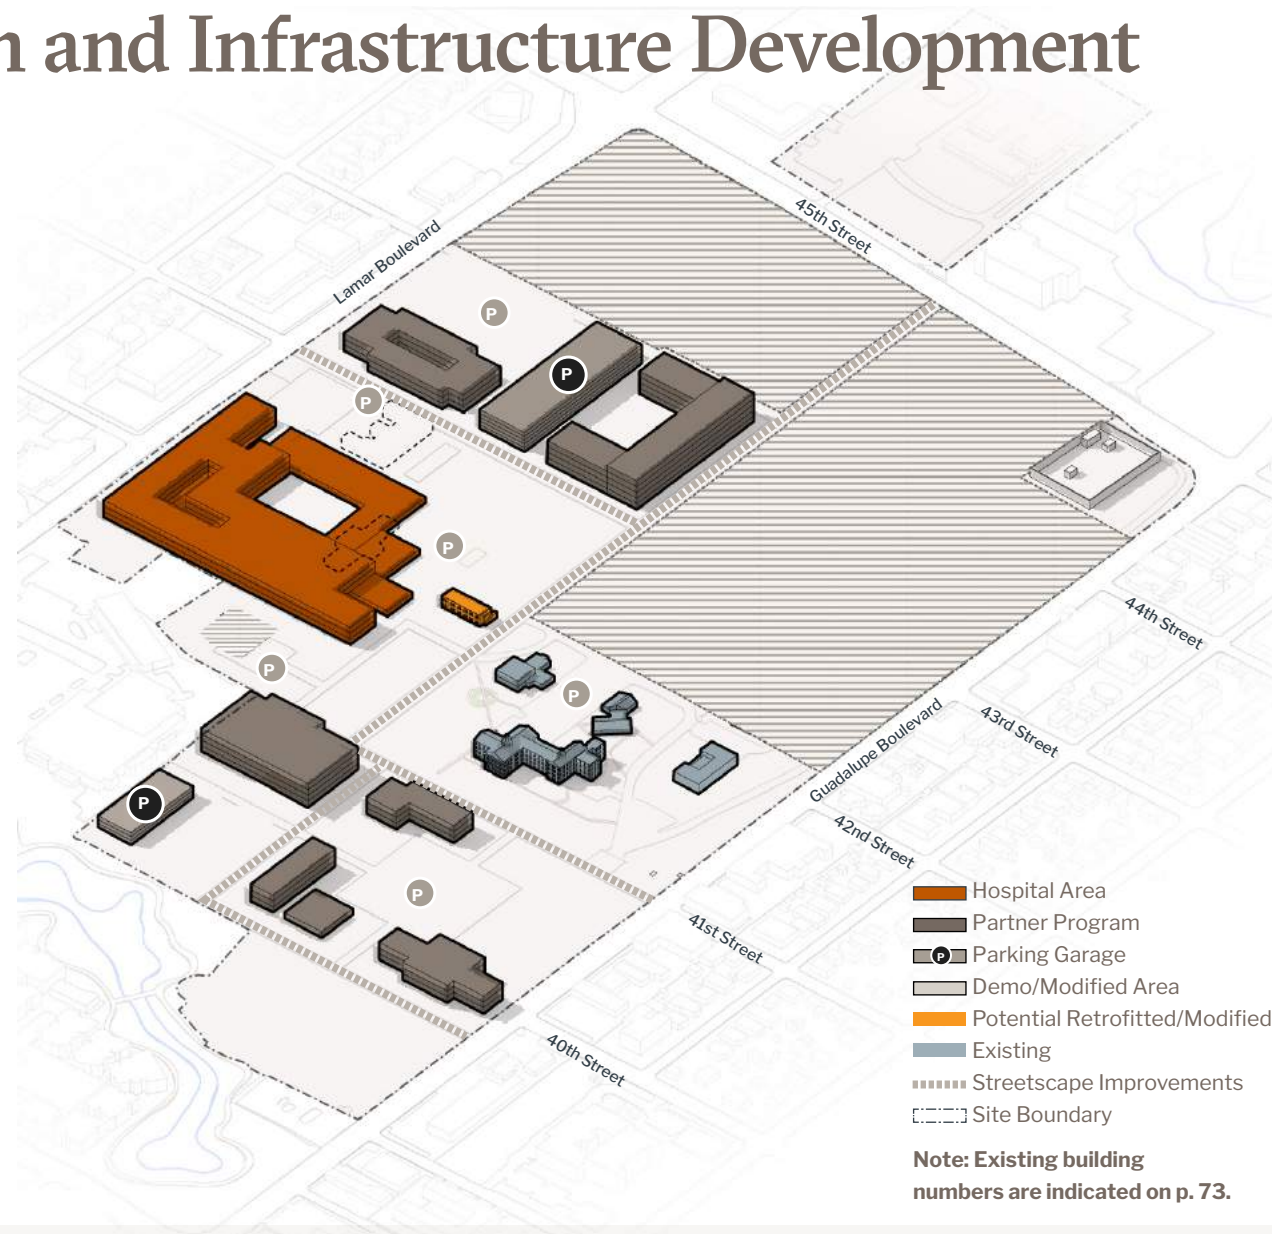 n and Infrastructure Development
45th Street
Lamar Boulevard
P
P
P
P
P
P
P
P
44th Street
Guadalupe Boulevard
43rd Street
42nd Street
41st Street
40th Street
Hospital Area
Partner Program
P Parking Garage
Demo/Modified Area
Potential Retrofitted/Modified
Existing
Streetscape Improvements
Site Boundary
Note: Existing building
numbers are indicated on p. 73.